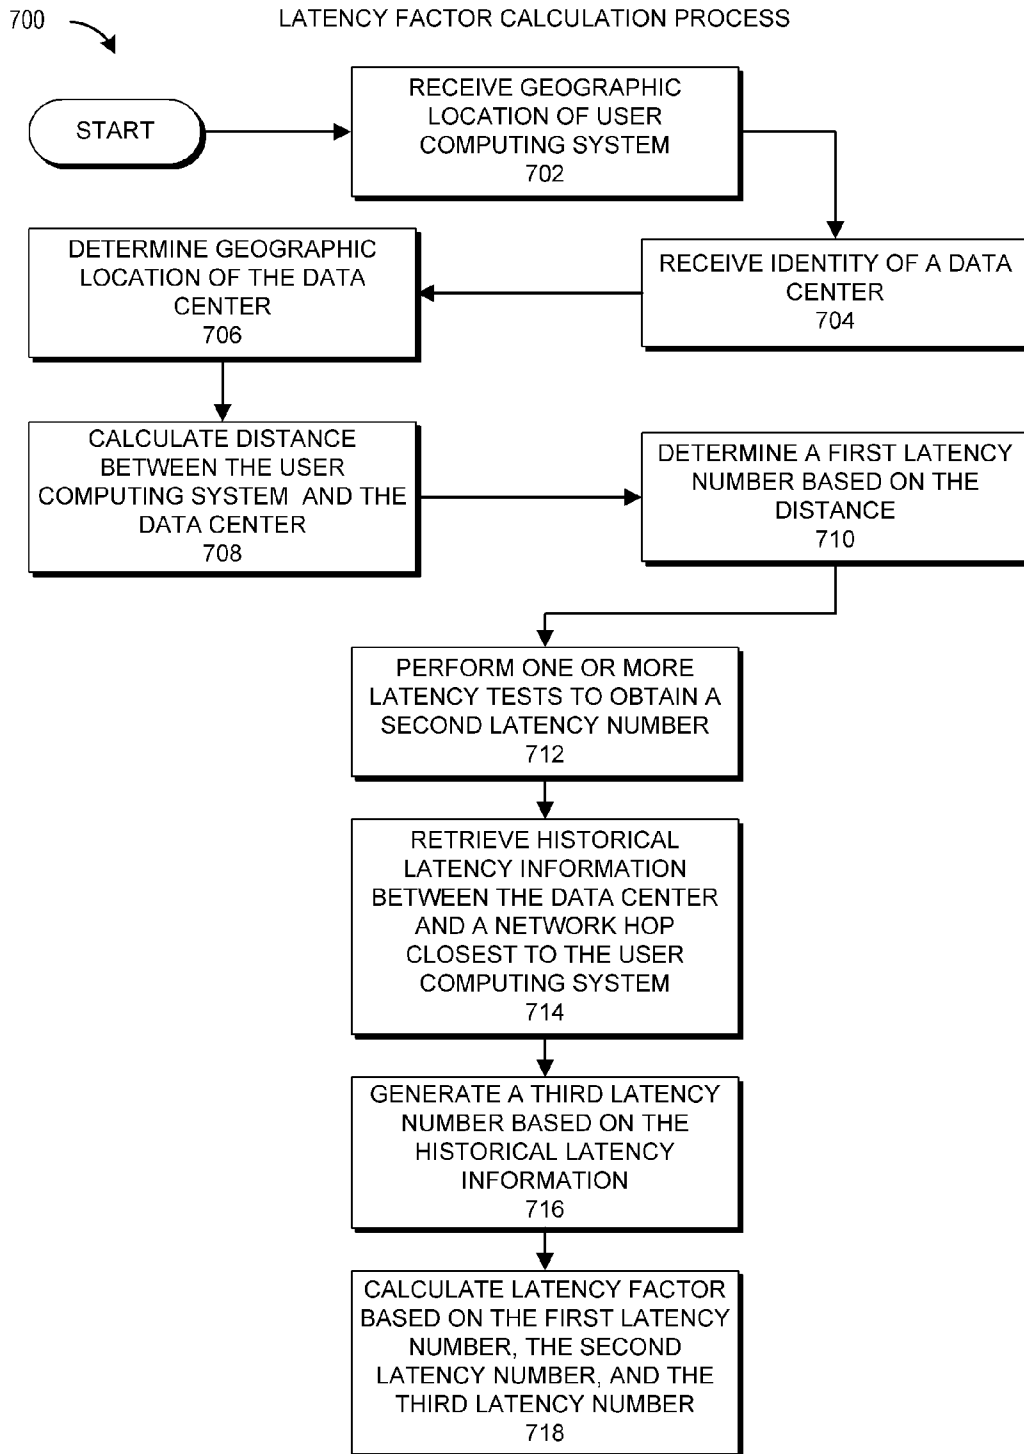 700
LATENCY FACTOR CALCULATION PROCESS
START
RECEIVE GEOGRAPHIC
LOCATION OF USER
COMPUTING SYSTEM
702
RECEIVE IDENTITY OF A DATA
CENTER
704
DETERMINE GEOGRAPHIC
LOCATION OF THE DATA
CENTER
706
CALCULATE DISTANCE
BETWEEN THE USER
COMPUTING SYSTEM AND THE
DATA CENTER
708
DETERMINE A FIRST LATENCY
NUMBER BASED ON THE
DISTANCE
710
PERFORM ONE OR MORE
LATENCY TESTS TO OBTAIN A
SECOND LATENCY NUMBER
712
RETRIEVE HISTORICAL
LATENCY INFORMATION
BETWEEN THE DATA CENTER
AND A NETWORK HOP
CLOSEST TO THE USER
COMPUTING SYSTEM
714
GENERATE A THIRD LATENCY
NUMBER BASED ON THE
HISTORICAL LATENCY
INFORMATION
716
CALCULATE LATENCY FACTOR
BASED ON THE FIRST LATENCY
NUMBER, THE SECOND
LATENCY NUMBER, AND THE
THIRD LATENCY NUMBER
718